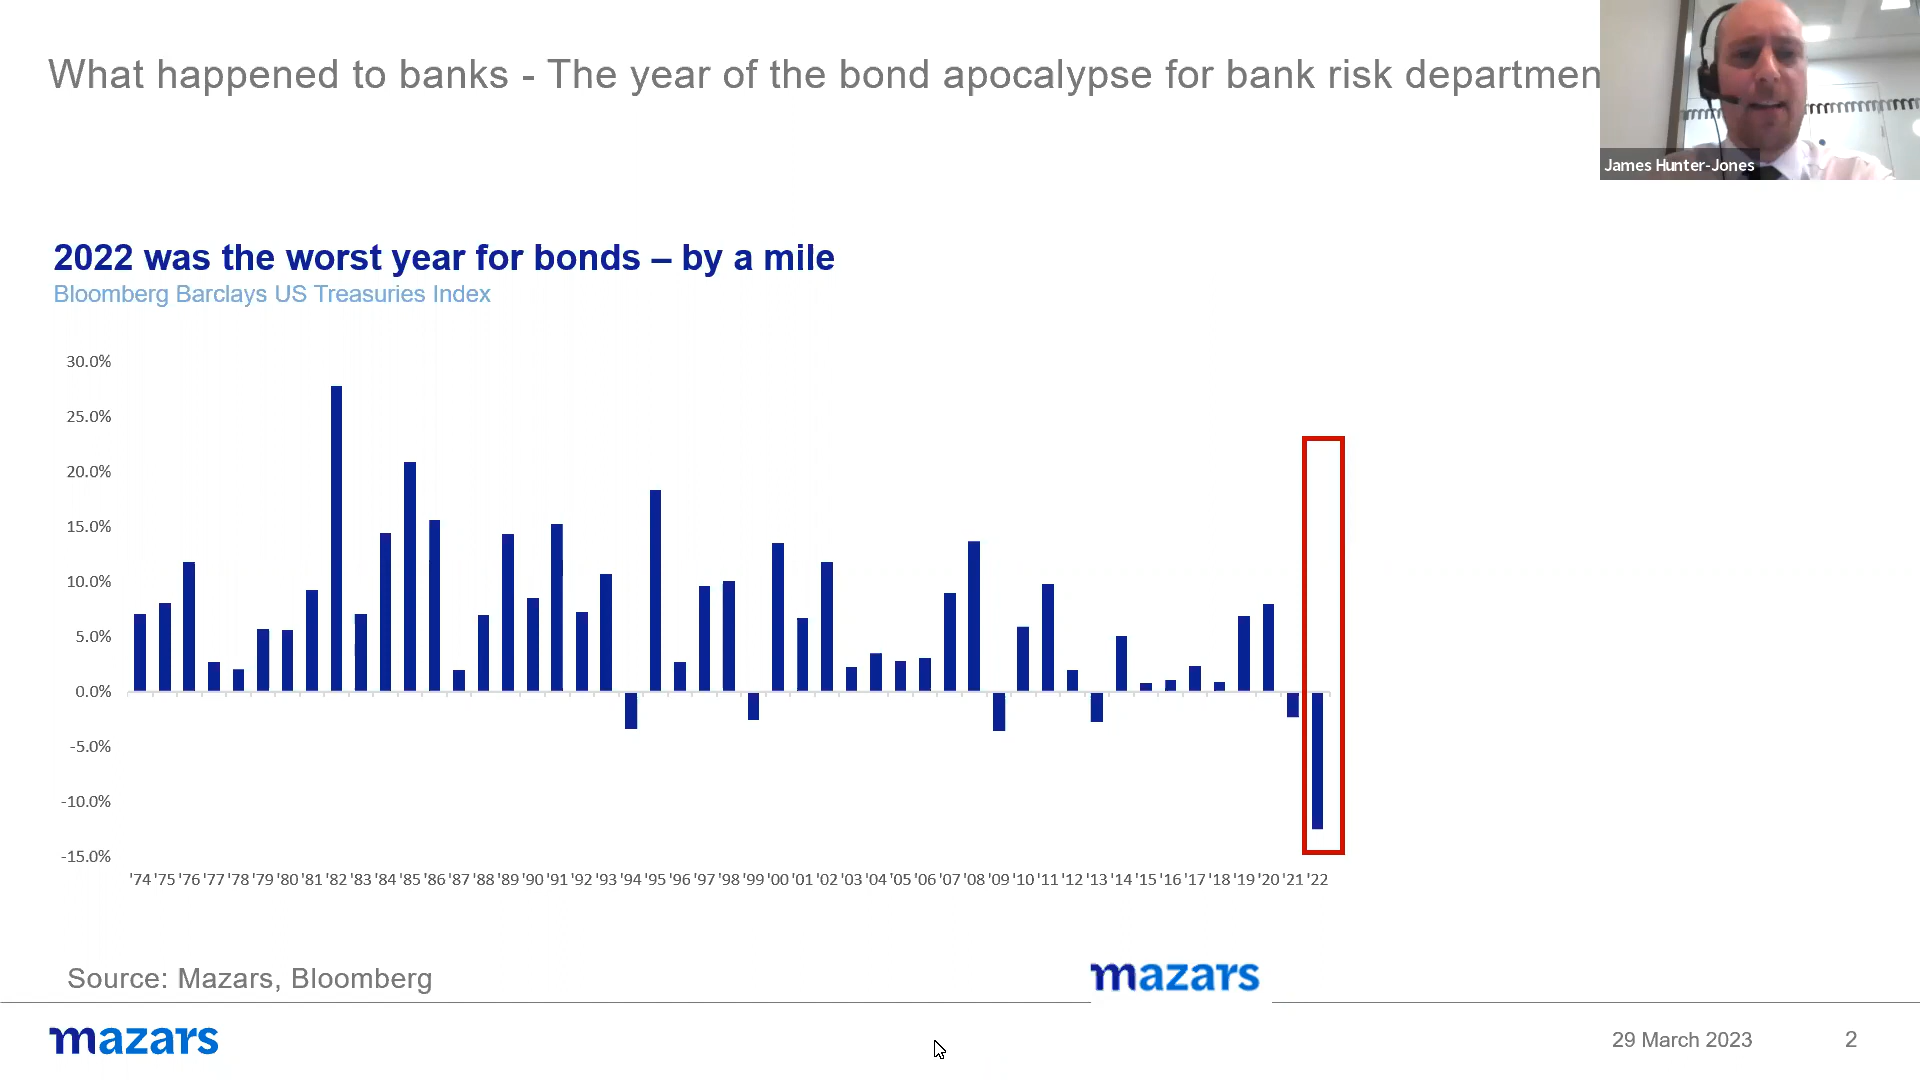 What happened to banks - The year of the bond apocalypse for bank risk departmen
James Hunter-Jones
2022 was the worst year for bonds – by a mile
Bloomberg Barclays US Treasuries Index
30.0%
25.0%
20.0%
15.0%
10.0%
5.0%
0.0%
-5.0%
-10.0%
-15.0%
'74 '75 '76 '77 '78 '79 '80 '81 '82 '83 '84 '85 '86 '87 '88 '89 '90 '91 '92 '93 '94 '95 '96 '97 '98 '99 '00 '01 '02 '03 '04 '05 '06 '07 '08 '09 '10 '11 '12 '13 '14 '15 '16 '17 '18 '19 '20 '21 '22
Source: Mazars, Bloomberg
mazars
mazars
29 March 2023
2